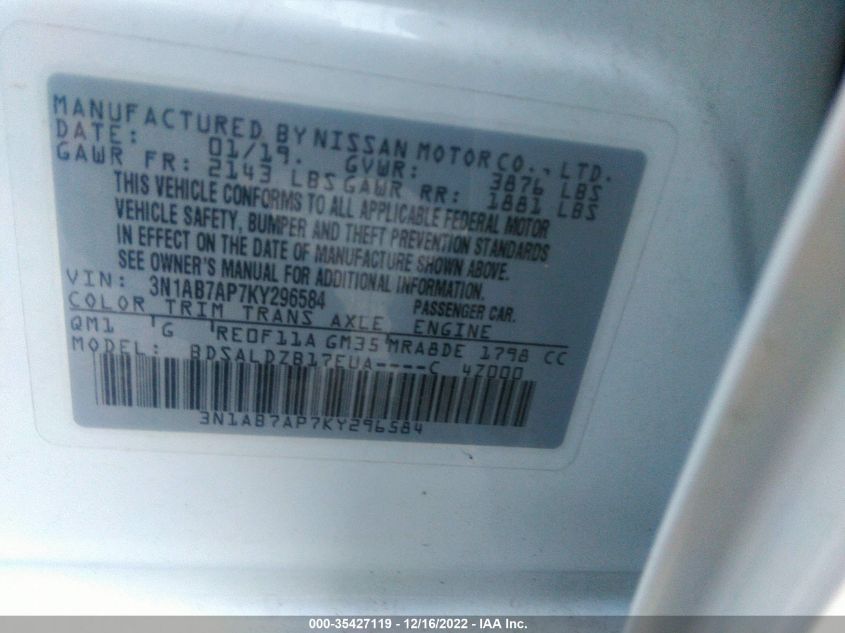 MANUFACTURED BY NISSAN MOTOR CO., LTD.
DATE: 01/19. GVWR: 3876 LBS
GAWR FR: 2143 LBS GAWR RR: 1881 LBS
THIS VEHICLE CONFORMS TO ALL APPLICABLE FEDERAL MOTOR
VEHICLE SAFETY, BUMPER AND THEFT PREVENTION STANDARDS
IN EFFECT ON THE DATE OF MANUFACTURE SHOWN ABOVE.
SEE OWNER'S MANUAL FOR ADDITIONAL INFORMATION.
VIN: 3N1AB7AP7KY296584 PASSENGER CAR.
COLOR TRIM TRANS AXLE ENGINE
QM1 G RE0F11A GM35 MRA8DE 1798 CC
MODEL: BDSALDZB17EUA----C 4Z000
3N1AB7AP7KY296584
000-35427119 - 12/16/2022 - IAA Inc.